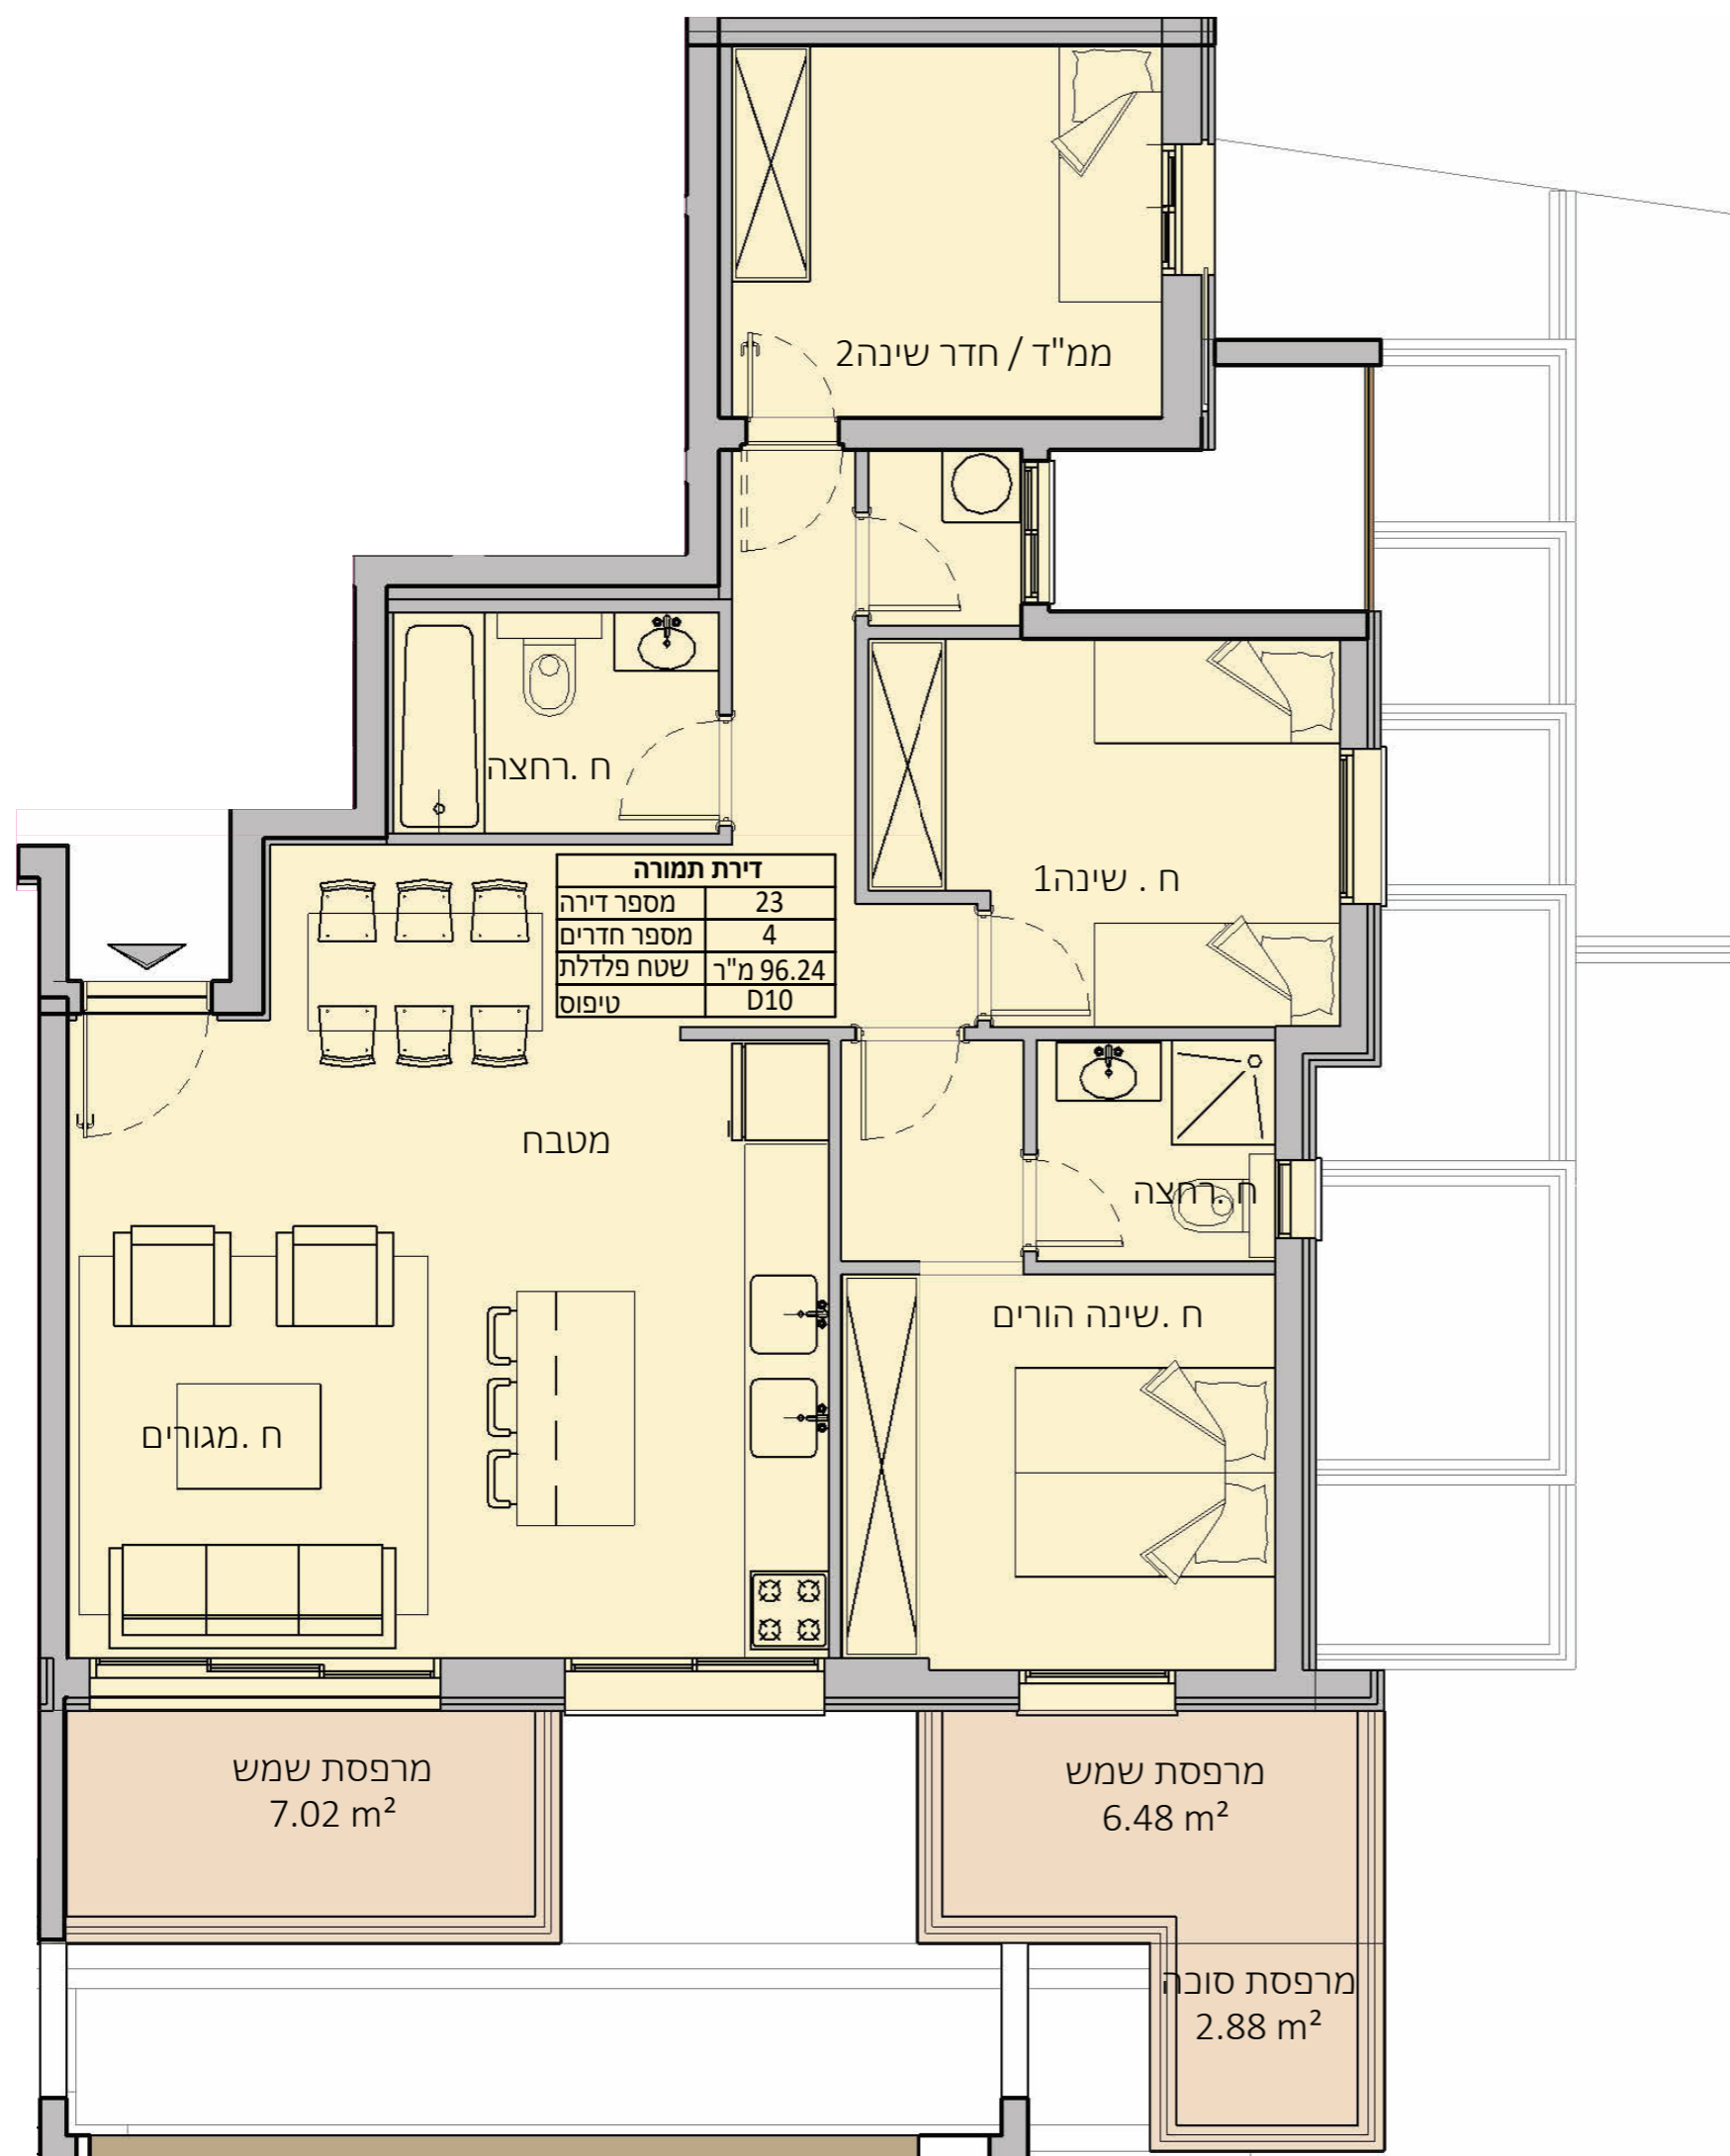 ממ"ד / חדר שינה2
ח .רחצה
ח . שינה1
דירת תמורה
מספר דירה 23
מספר חדרים 4
שטח פלדלת 96.24 מ"ר
טיפוס D10
מטבח
ח .רחצה
ח .שינה הורים
ח .מגורים
מרפסת שמש
7.02 m²
מרפסת שמש
6.48 m²
מרפסת סוכה
2.88 m²